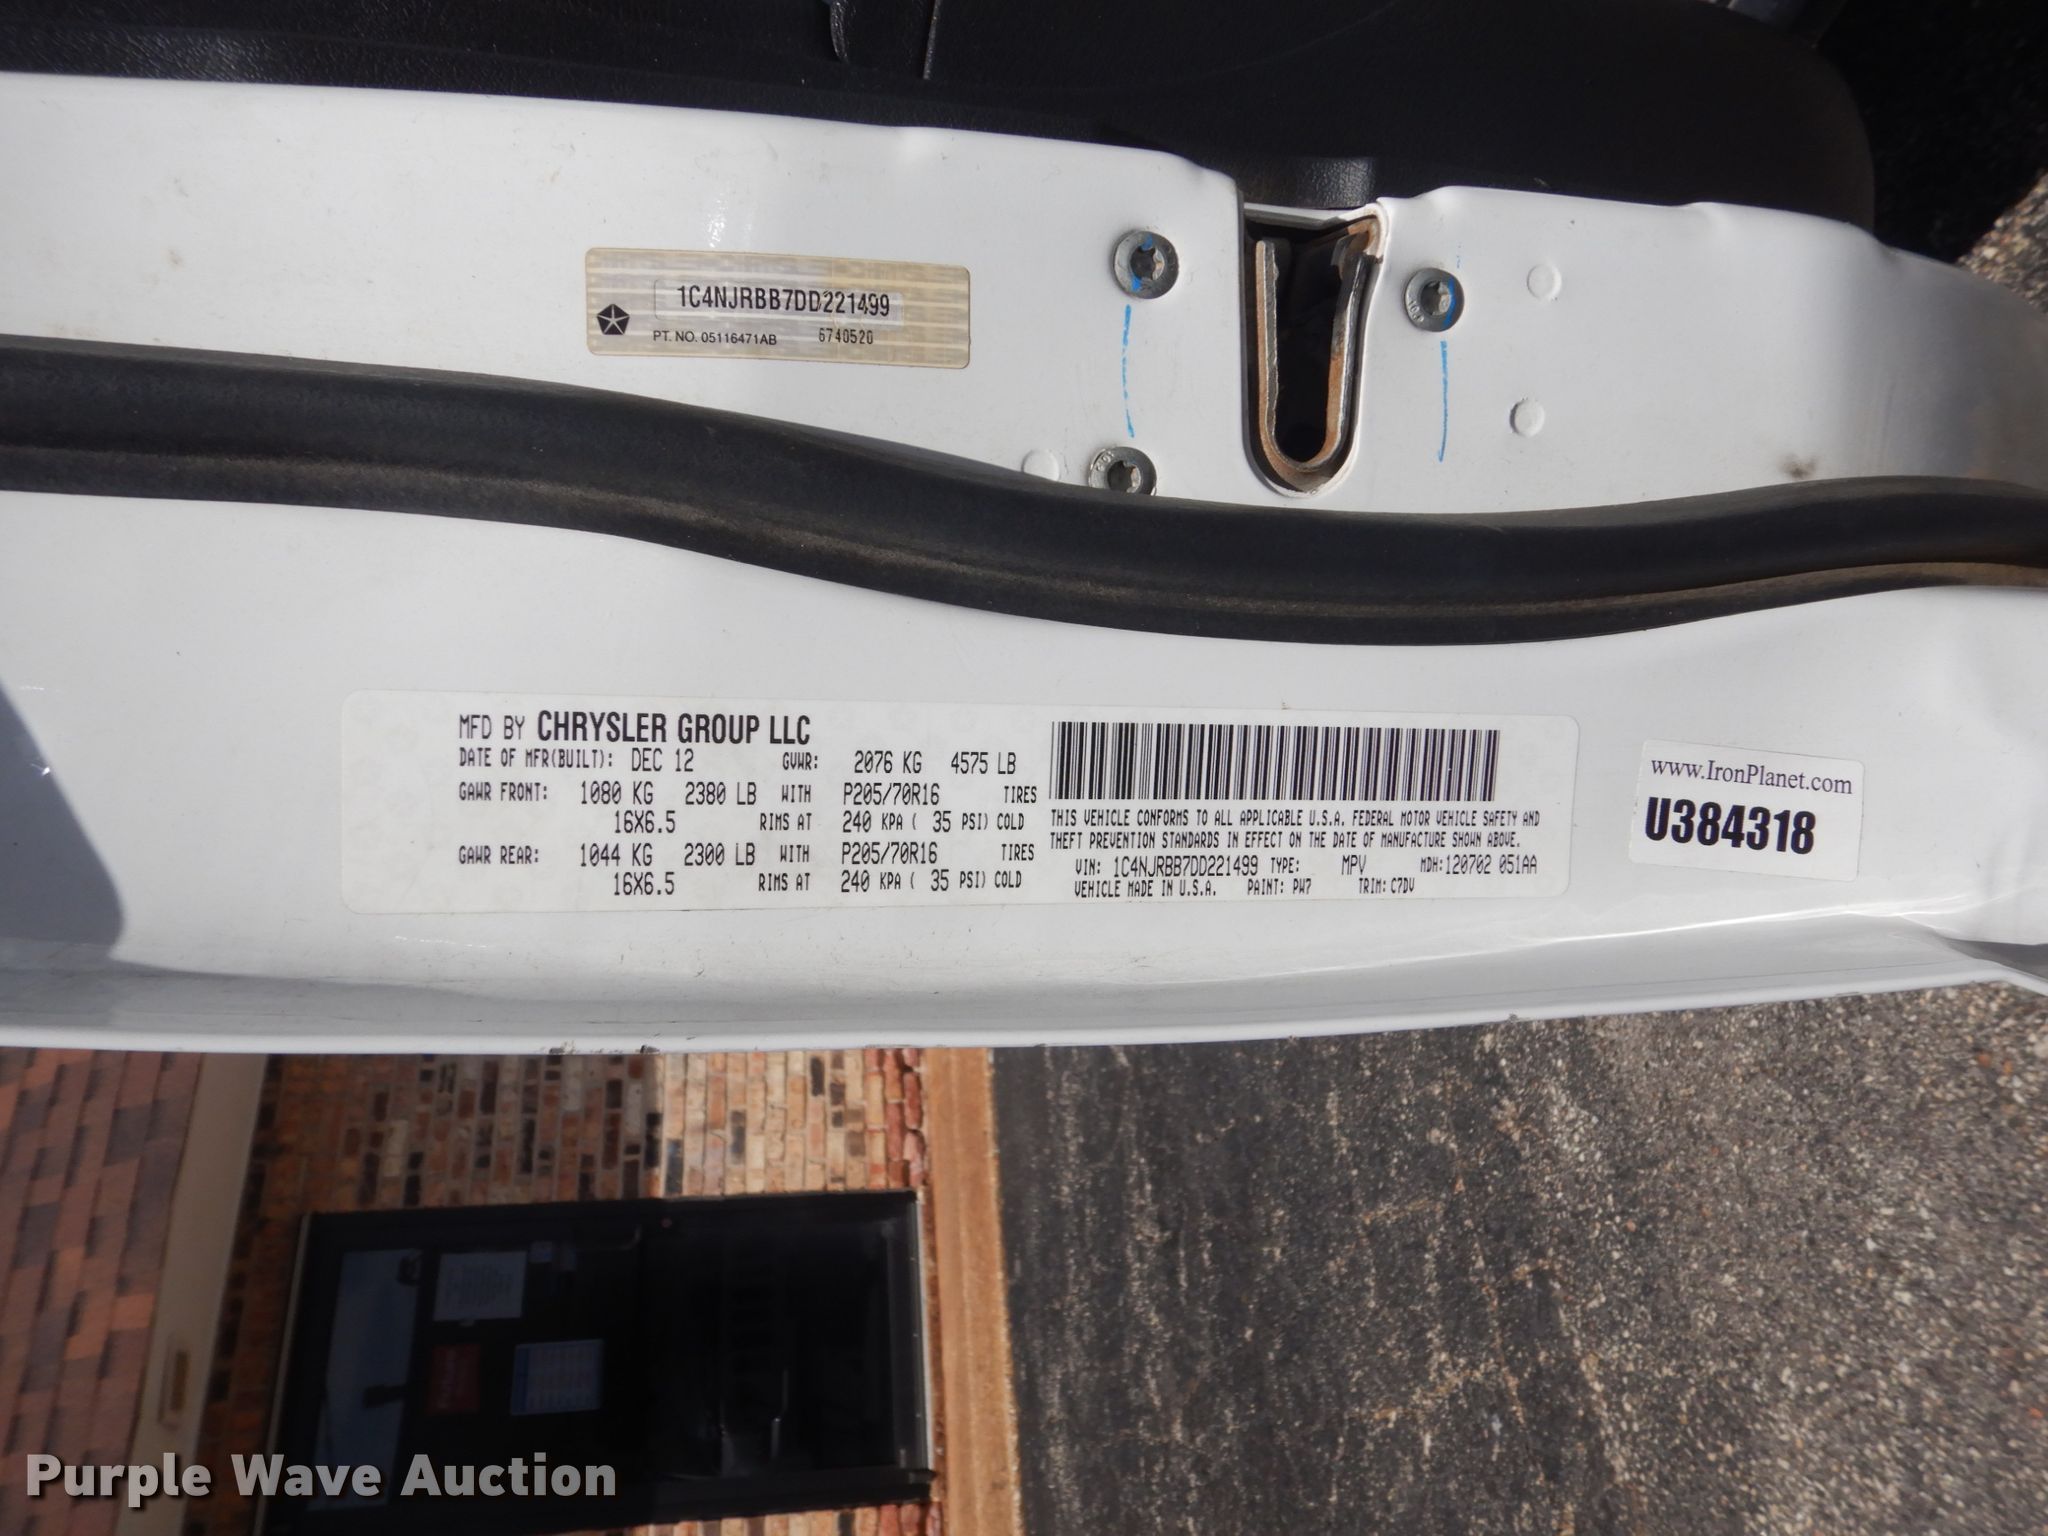 1C4NJRBB7DD221499
PT. NO. 05116471AB 6740520
MFD BY CHRYSLER GROUP LLC
DATE OF MFR(BUILT): DEC 12 GVWR: 2076 KG 4575 LB
GAWR FRONT: 1080 KG 2380 LB WITH P205/70R16 TIRES
16X6.5 RIMS AT 240 KPA ( 35 PSI) COLD
GAWR REAR: 1044 KG 2300 LB WITH P205/70R16 TIRES
16X6.5 RIMS AT 240 KPA ( 35 PSI) COLD
THIS VEHICLE CONFORMS TO ALL APPLICABLE U.S.A. FEDERAL MOTOR VEHICLE SAFETY AND
THEFT PREVENTION STANDARDS IN EFFECT ON THE DATE OF MANUFACTURE SHOWN ABOVE.
VIN: 1C4NJRBB7DD221499 TYPE: MPV MDH:120702 051AA
VEHICLE MADE IN U.S.A. PAINT: PW7 TRIM: C7DV
www.IronPlanet.com
U384318
Purple Wave Auction